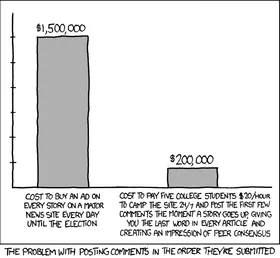 $1,500,000
$200,000
COST TO BUY AN AD ON
EVERY STORY ON A MAJOR
NEWS SITE EVERY DAY
UNTIL THE ELECTION
COST TO PAY FIVE COLLEGE STUDENTS $20/HOUR
TO CAMP THE SITE 24/7 AND POST THE FIRST FEW
COMMENTS THE MOMENT A STORY GOES UP, GIVING
YOU THE LAST WORD IN EVERY ARTICLE AND
CREATING AN IMPRESSION OF PEER CONSENSUS
THE PROBLEM WITH POSTING COMMENTS IN THE ORDER THEY'RE SUBMITTED